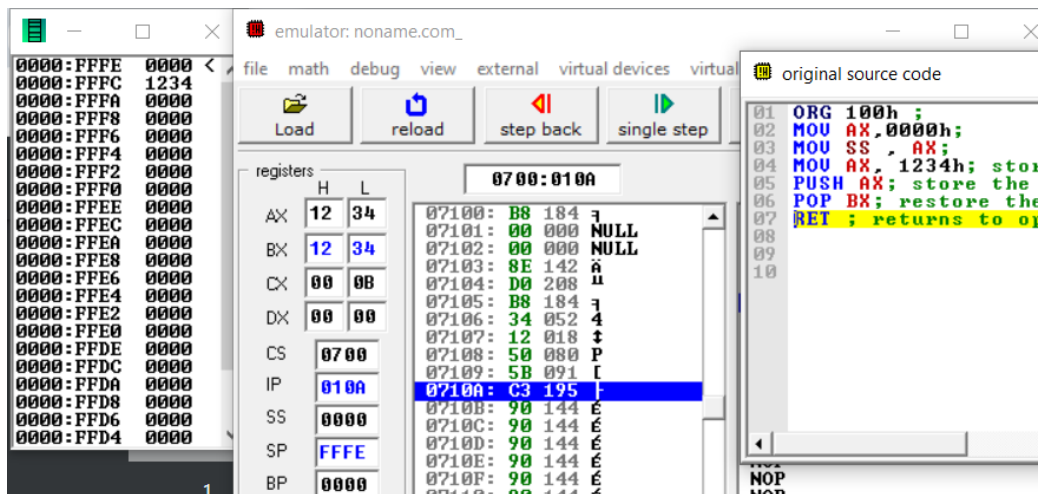 0000:FFFE 0000 <
0000:FFFC 1234
0000:FFFA 0000
0000:FFF8 0000
0000:FFF6 0000
0000:FFF4 0000
0000:FFF2 0000
0000:FFF0 0000
0000:FFEE 0000
0000:FFEC 0000
0000:FFEA 0000
0000:FFE8 0000
0000:FFE6 0000
0000:FFE4 0000
0000:FFE2 0000
0000:FFE0 0000
0000:FFDE 0000
0000:FFDC 0000
0000:FFDA 0000
0000:FFD8 0000
0000:FFD6 0000
0000:FFD4 0000
1
emulator: noname.com_
file math debug view external virtual devices virtual
Load reload step back single step
registers
H L
AX 12 34
BX 12 34
CX 00 0B
DX 00 00
CS 0700
IP 010A
SS 0000
SP FFFE
BP 0000
0700:010A
07100: B8 184 ╕
07101: 00 000 NULL
07102: 00 000 NULL
07103: 8E 142 Ä
07104: D0 208 ╨
07105: B8 184 ╕
07106: 34 052 4
07107: 12 018 ↕
07108: 50 080 P
07109: 5B 091 [
0710A: C3 195 ├
0710B: 90 144 É
0710C: 90 144 É
0710D: 90 144 É
0710E: 90 144 É
0710F: 90 144 É
original source code
01 ORG 100h ;
02 MOV AX,0000h;
03 MOV SS , AX;
04 MOV AX, 1234h; stor
05 PUSH AX; store the
06 POP BX; restore the
07 RET ; returns to op
08
09
10
NOP